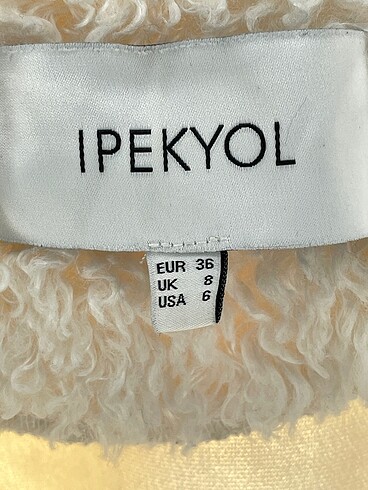 IPEKYOL
EUR 36
UK 8
USA 6